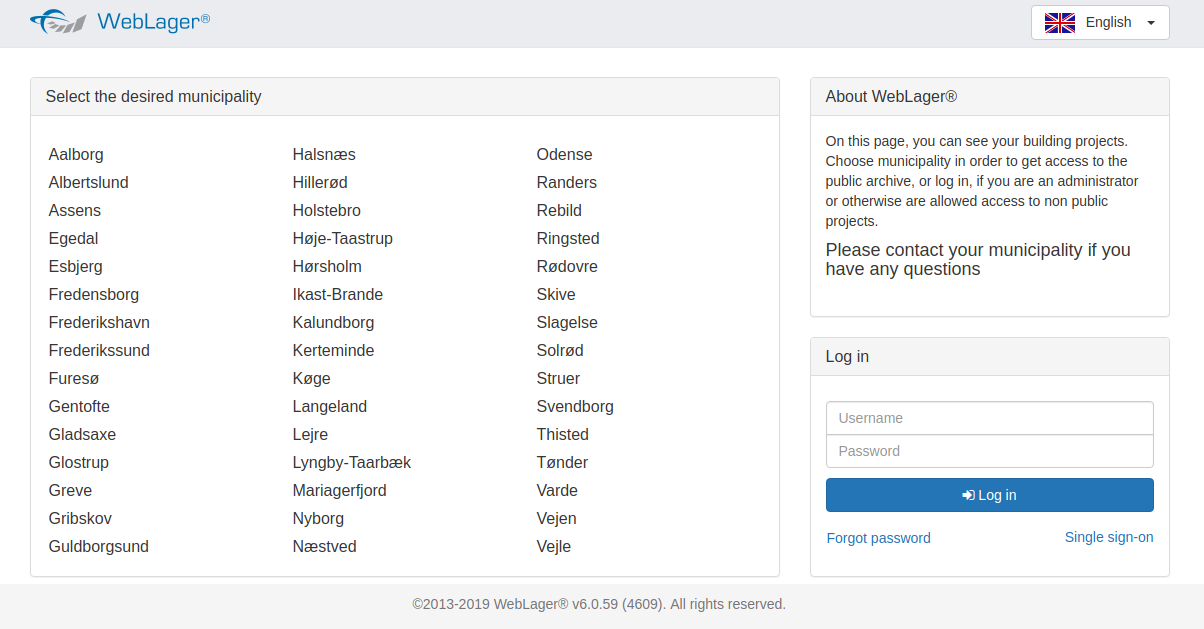 WebLager®
English
Select the desired municipality
Aalborg
Albertslund
Assens
Egedal
Esbjerg
Fredensborg
Frederikshavn
Frederikssund
Furesø
Gentofte
Gladsaxe
Glostrup
Greve
Gribskov
Guldborgsund
Halsnæs
Hillerød
Holstebro
Høje-Taastrup
Hørsholm
Ikast-Brande
Kalundborg
Kerteminde
Køge
Langeland
Lejre
Lyngby-Taarbæk
Mariagerfjord
Nyborg
Næstved
Odense
Randers
Rebild
Ringsted
Rødovre
Skive
Slagelse
Solrød
Struer
Svendborg
Thisted
Tønder
Varde
Vejen
Vejle
About WebLager®
On this page, you can see your building projects.
Choose municipality in order to get access to the
public archive, or log in, if you are an administrator
or otherwise are allowed access to non public
projects.
Please contact your municipality if you
have any questions
Log in
Username
Password
Log in
Forgot password
Single sign-on
©2013-2019 WebLager® v6.0.59 (4609). All rights reserved.